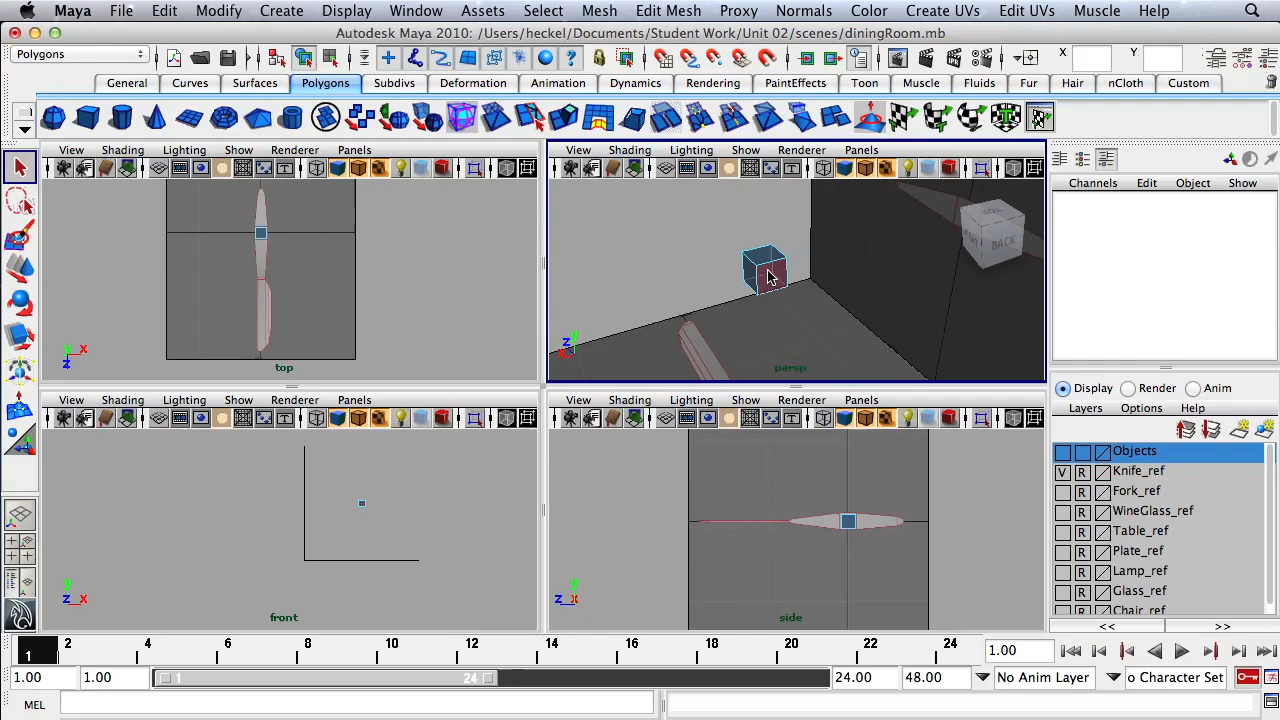 Maya File Edit Modify Create Display Window Assets Select Mesh Edit Mesh Proxy Normals Color Create UVs Edit UVs Muscle Help
Autodesk Maya 2010: /Users/heckel/Documents/Student Work/Unit 02/scenes/diningRoom.mb
Polygons X Y
General Curves Surfaces Polygons Subdivs Deformation Animation Dynamics Rendering PaintEffects Toon Muscle Fluids Fur Hair nCloth Custom
View Shading Lighting Show Renderer Panels
View Shading Lighting Show Renderer Panels
Channels Edit Object Show
BACK
y x z
top
y z x
persp
Display Render Anim
Layers Options Help
View Shading Lighting Show Renderer Panels
View Shading Lighting Show Renderer Panels
Objects
V R Knife_ref
R Fork_ref
R WineGlass_ref
R Table_ref
R Plate_ref
R Lamp_ref
R Glass_ref
R Chair_ref
y z x
front
y z x
side
<< >>
1 2 4 6 8 10 12 14 16 18 20 22 24 1.00
1.00 1.00 1 24 24.00 48.00 No Anim Layer o Character Set
MEL